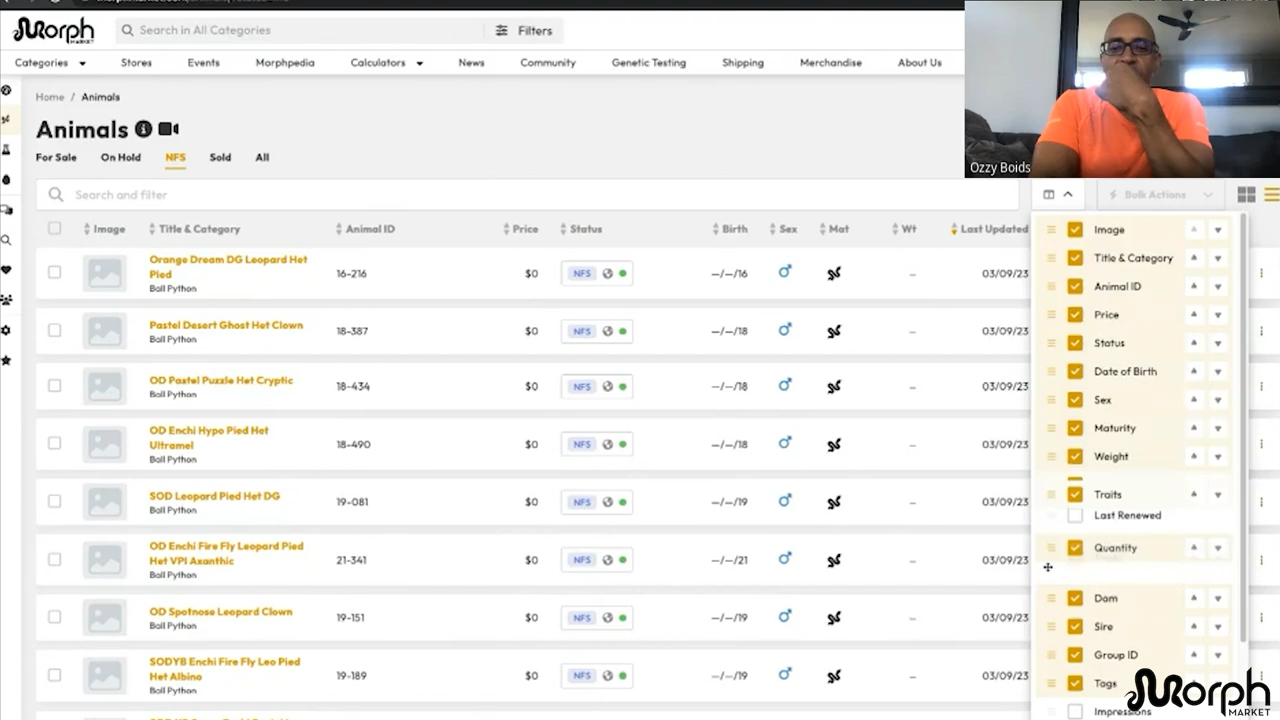 Morph
MARKET
Search in All Categories
Filters
Categories
Stores
Events
Morphpedia
Calculators
News
Community
Genetic Testing
Shipping
Merchandise
About Us
Home / Animals
Animals
For Sale
On Hold
NFS
Sold
All
Search and filter
Bulk Actions
Ozzy Boids
Image
Title & Category
Animal ID
Price
Status
Birth
Sex
Mat
Wt
Last Updated
Orange Dream DG Leopard Het
Pied
Ball Python
16-216
$0
NFS
—/—/16
–
03/09/23
Pastel Desert Ghost Het Clown
Ball Python
18-387
$0
NFS
—/—/18
–
03/09/23
OD Pastel Puzzle Het Cryptic
Ball Python
18-434
$0
NFS
—/—/18
–
03/09/23
OD Enchi Hypo Pied Het
Ultramel
Ball Python
18-490
$0
NFS
—/—/18
–
03/09/23
SOD Leopard Pied Het DG
Ball Python
19-081
$0
NFS
—/—/19
–
03/09/23
OD Enchi Fire Fly Leopard Pied
Het VPI Axanthic
Ball Python
21-341
$0
NFS
—/—/21
–
03/09/23
OD Spotnose Leopard Clown
Ball Python
19-151
$0
NFS
—/—/19
–
03/09/23
SODYB Enchi Fire Fly Leo Pied
Het Albino
Ball Python
19-189
$0
NFS
—/—/19
–
03/09/23
Image
Title & Category
Animal ID
Price
Status
Date of Birth
Sex
Maturity
Weight
Traits
Last Renewed
Quantity
Dam
Sire
Group ID
Tags
Impressions
Morph
MARKET